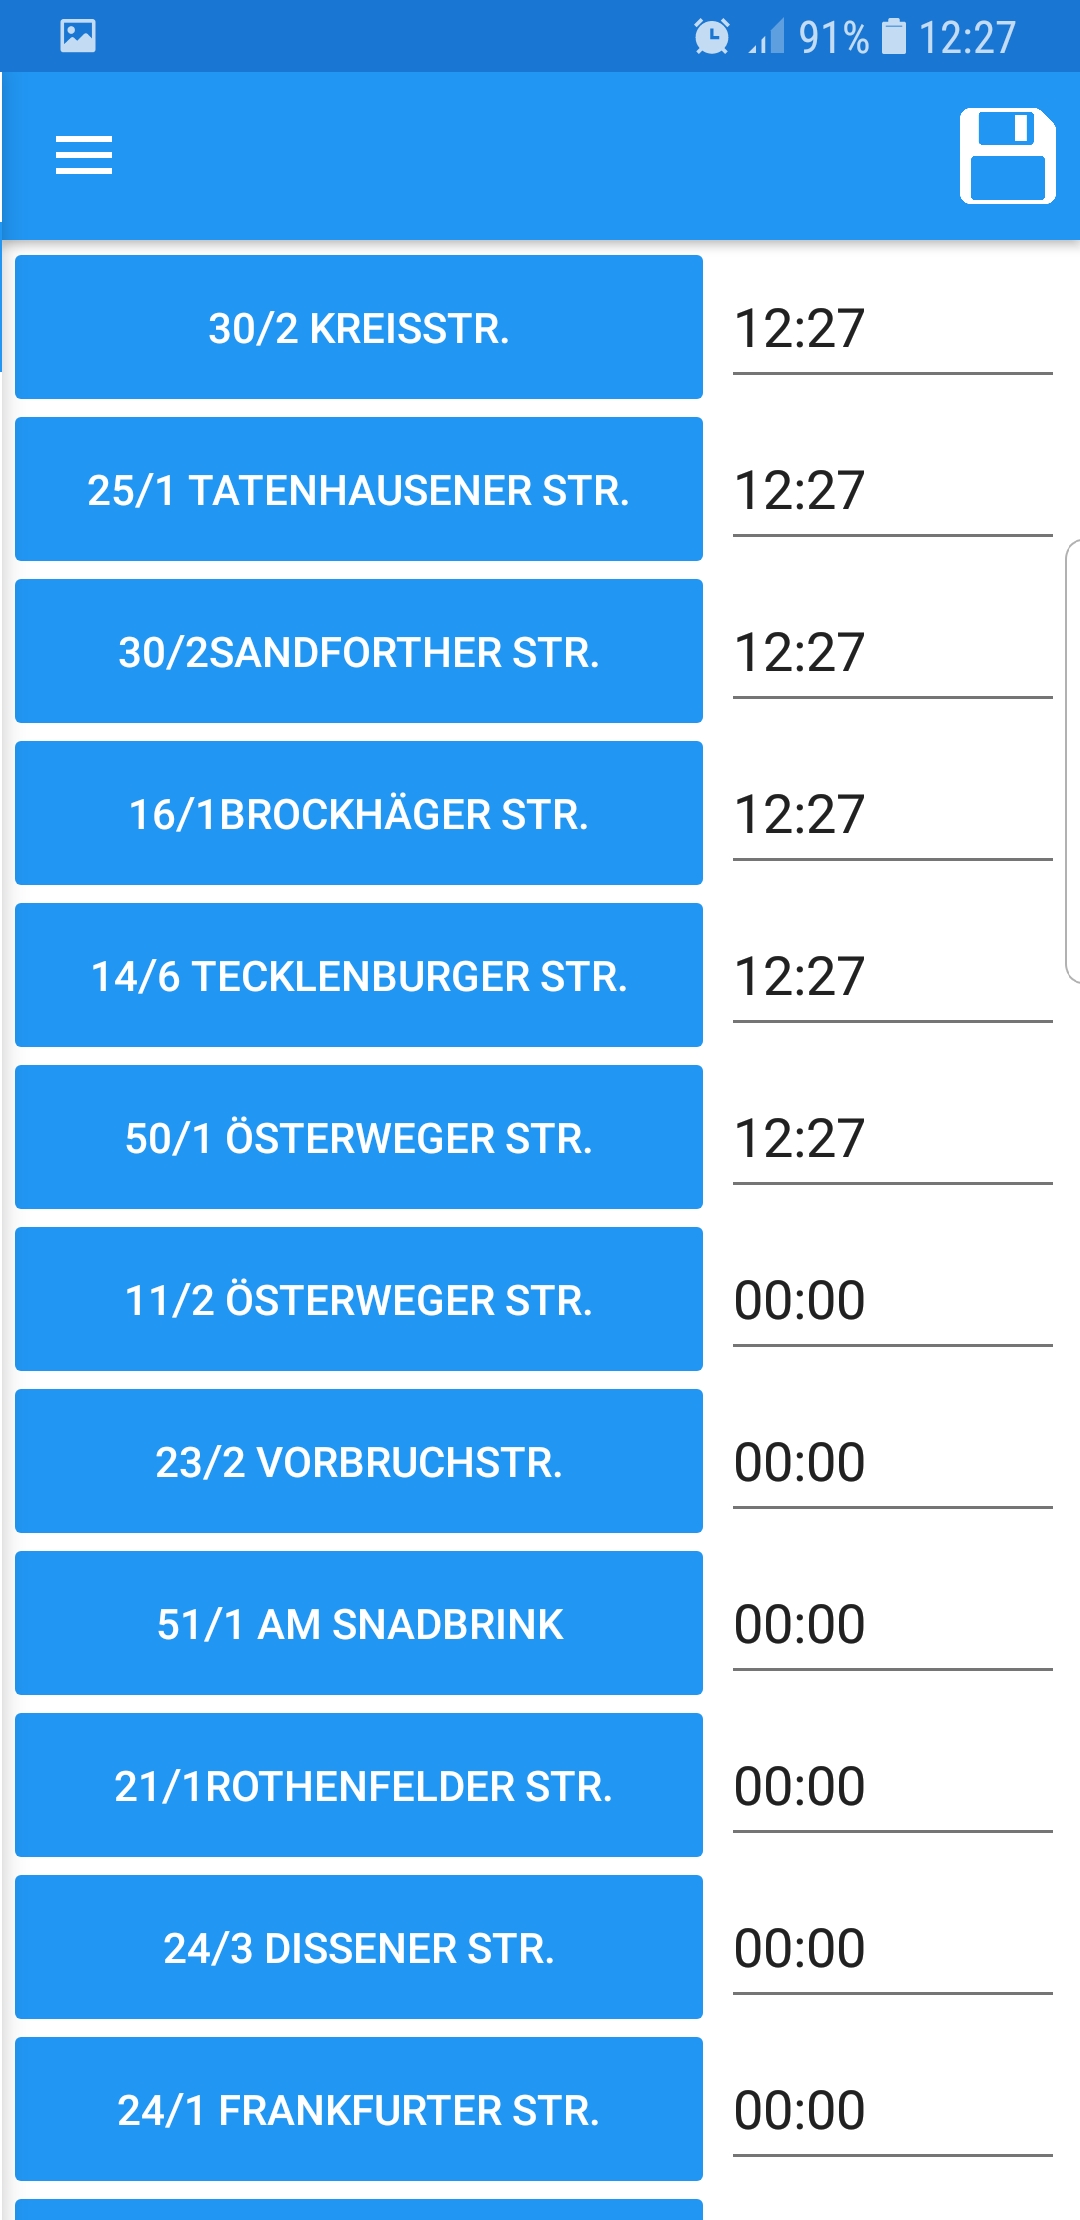 91% 12:27
30/2 KREISSTR. 12:27
25/1 TATENHAUSENER STR. 12:27
30/2SANDFORTHER STR. 12:27
16/1BROCKHÄGER STR. 12:27
14/6 TECKLENBURGER STR. 12:27
50/1 ÖSTERWEGER STR. 12:27
11/2 ÖSTERWEGER STR. 00:00
23/2 VORBRUCHSTR. 00:00
51/1 AM SNADBRINK 00:00
21/1ROTHENFELDER STR. 00:00
24/3 DISSENER STR. 00:00
24/1 FRANKFURTER STR. 00:00